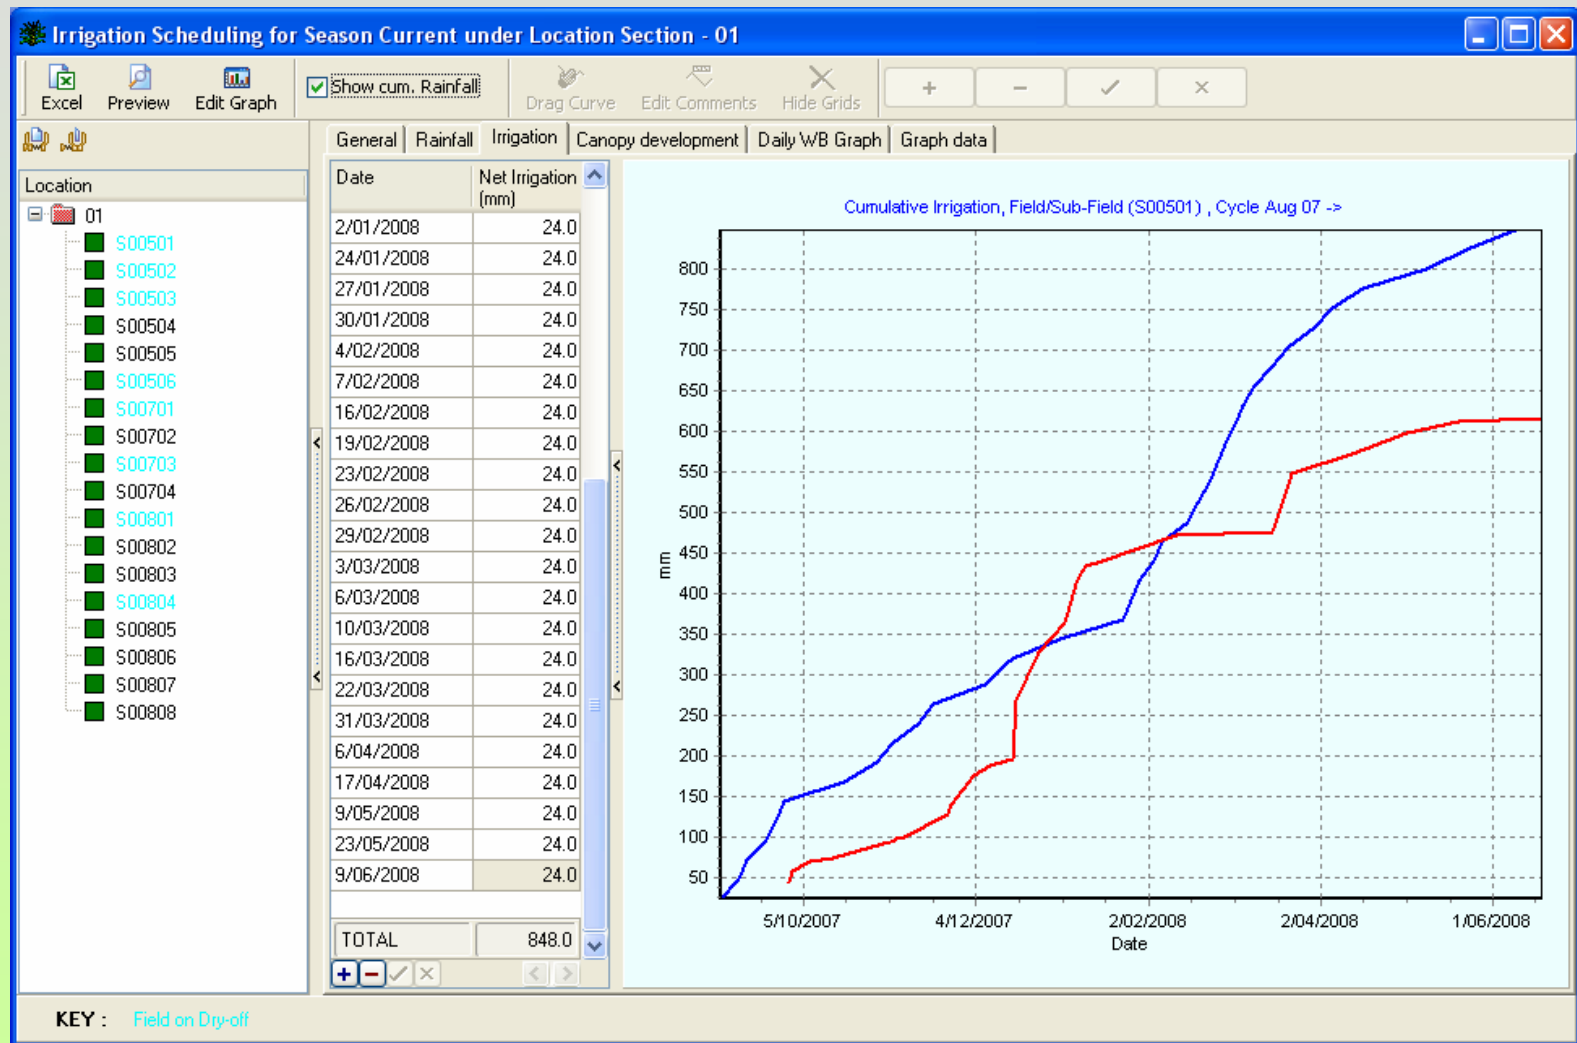 Irrigation Scheduling for Season Current under Location Section - 01
Excel Preview Edit Graph Show cum. Rainfall Drag Curve Edit Comments Hide Grids
General Rainfall Irrigation Canopy development Daily WB Graph Graph data
Location
01
S00501
S00502
S00503
S00504
S00505
S00506
S00701
S00702
S00703
S00704
S00801
S00802
S00803
S00804
S00805
S00806
S00807
S00808
Date Net Irrigation
(mm)
2/01/2008 24.0
24/01/2008 24.0
27/01/2008 24.0
30/01/2008 24.0
4/02/2008 24.0
7/02/2008 24.0
16/02/2008 24.0
19/02/2008 24.0
23/02/2008 24.0
26/02/2008 24.0
29/02/2008 24.0
3/03/2008 24.0
6/03/2008 24.0
10/03/2008 24.0
16/03/2008 24.0
22/03/2008 24.0
31/03/2008 24.0
6/04/2008 24.0
17/04/2008 24.0
9/05/2008 24.0
23/05/2008 24.0
9/06/2008 24.0
TOTAL 848.0
Cumulative Irrigation, Field/Sub-Field (S00501) , Cycle Aug 07 ->
800
750
700
650
600
550
500
450
400
350
300
250
200
150
100
50
mm
5/10/2007 4/12/2007 2/02/2008 2/04/2008 1/06/2008
Date
KEY : Field on Dry-off